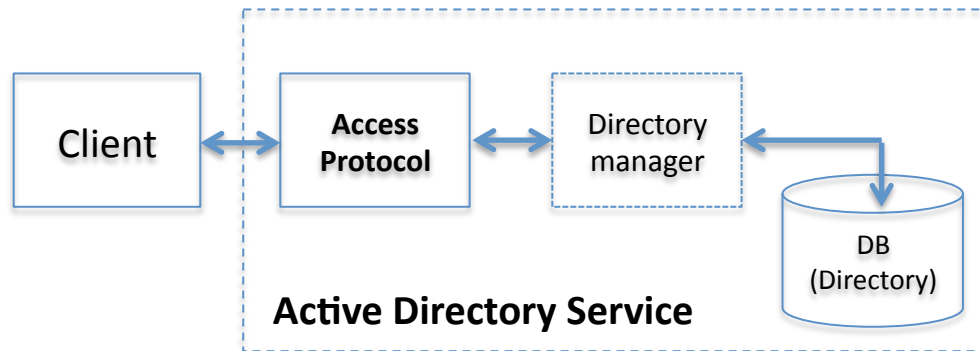 Client
Access
Protocol
Directory
manager
DB
(Directory)
Active Directory Service